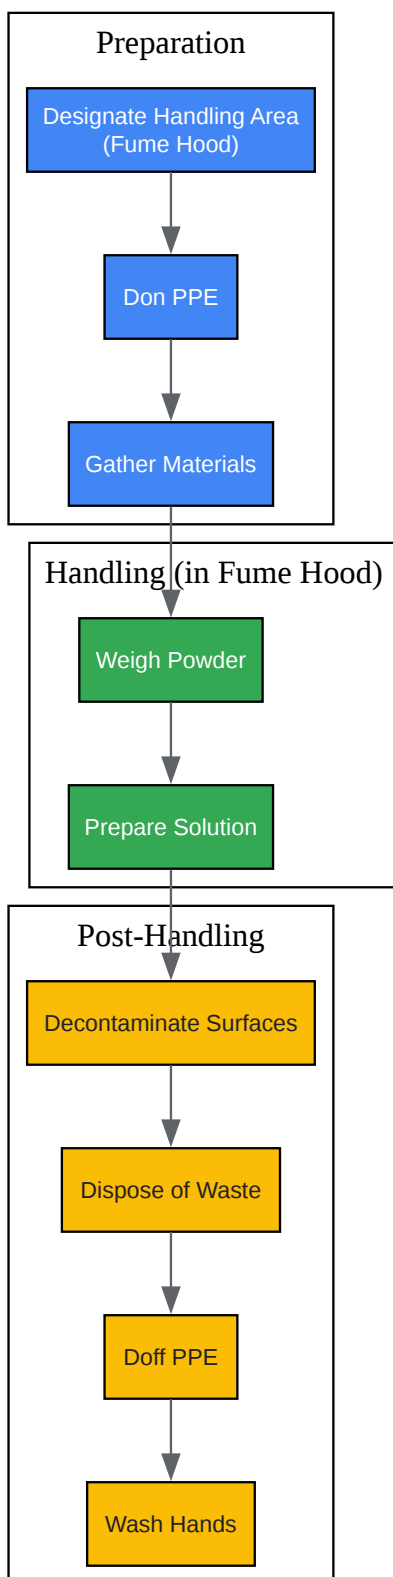 Preparation
Designate Handling Area
(Fume Hood)
Don PPE
Gather Materials
Handling (in Fume Hood)
Weigh Powder
Prepare Solution
Post-Handling
Decontaminate Surfaces
Dispose of Waste
Doff PPE
Wash Hands